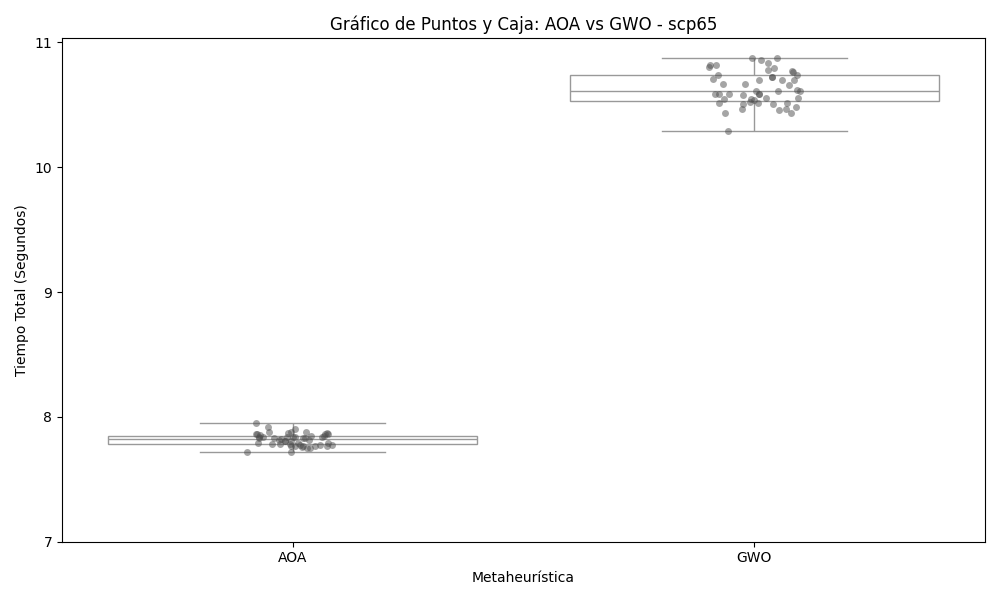 Gráfico de Puntos y Caja: AOA vs GWO - scp65
Tiempo Total (Segundos)
11
10
9
8
7
AOA
GWO
Metaheurística